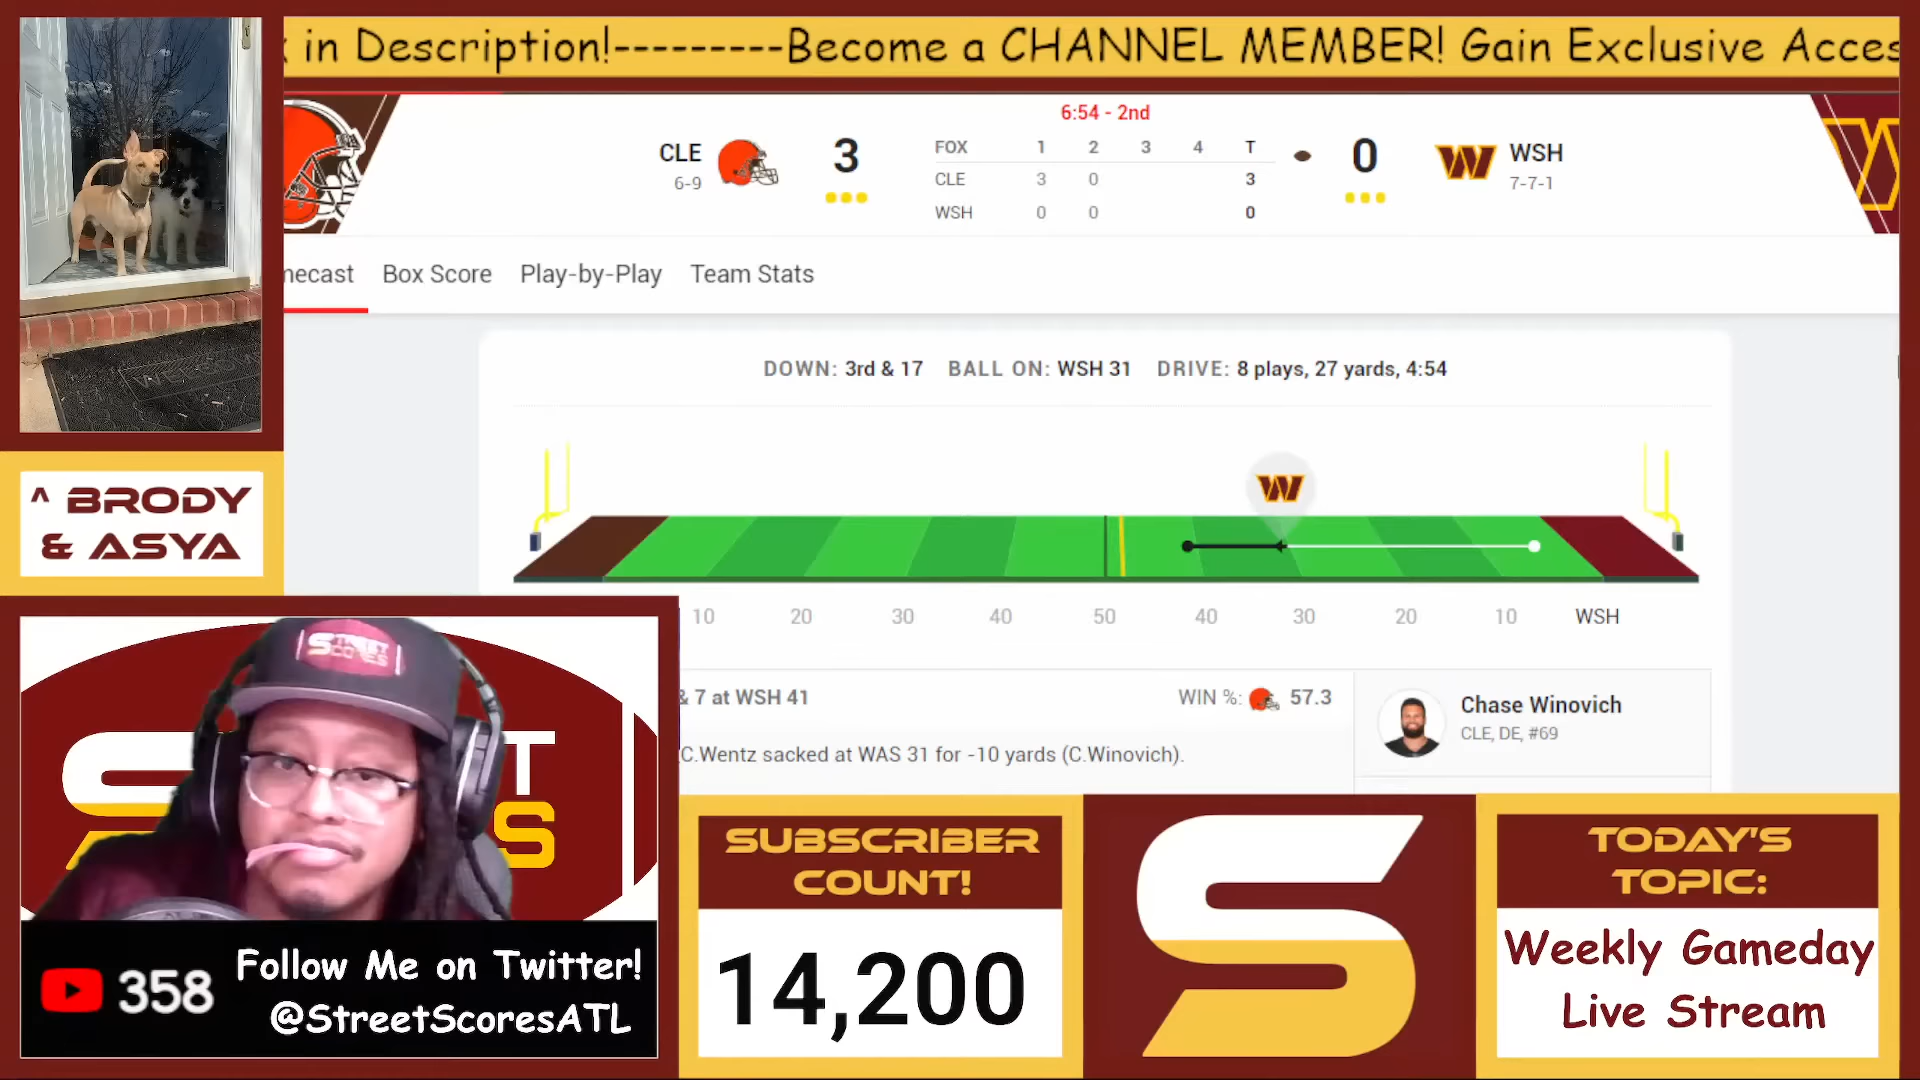 in Description!---------Become a CHANNEL MEMBER! Gain Exclusive
6:54 - 2nd
CLE
6-9
3
FOX 1 2 3 4 T
CLE 3 0 3
WSH 0 0 0
0
WSH
7-7-1
Box Score Play-by-Play Team Stats
DOWN: 3rd & 17 BALL ON: WSH 31 DRIVE: 8 plays, 27 yards, 4:54
10 20 30 40 50 40 30 20 10 WSH
^ BRODY
& ASYA
& 7 at WSH 41
WIN %: 57.3
C.Wentz sacked at WAS 31 for -10 yards (C.Winovich).
Chase Winovich
CLE, DE, #69
STREET
SCORES
358
Follow Me on Twitter!
@StreetScoresATL
SUBSCRIBER
COUNT!
14,200
TODAY'S
TOPIC:
Weekly Gameday
Live Stream